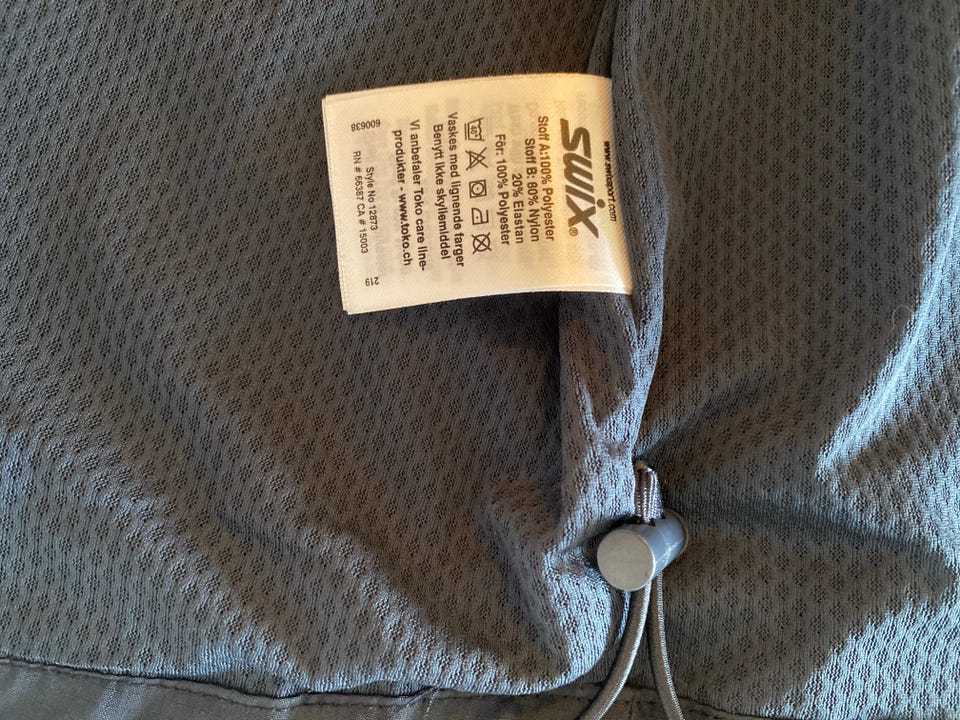 www.swixsport.com
SWIX®
Stoff A:100% Polyester
Stoff B: 80% Nylon
20% Elastan
Fôr: 100% Polyester
40°
Vaskes med lignende farger
Benytt ikke skyllemiddel
Vi anbefaler Toko care line-
produkter - www.toko.ch
Style No 12873
RN # 66387 CA # 15003
600638
219